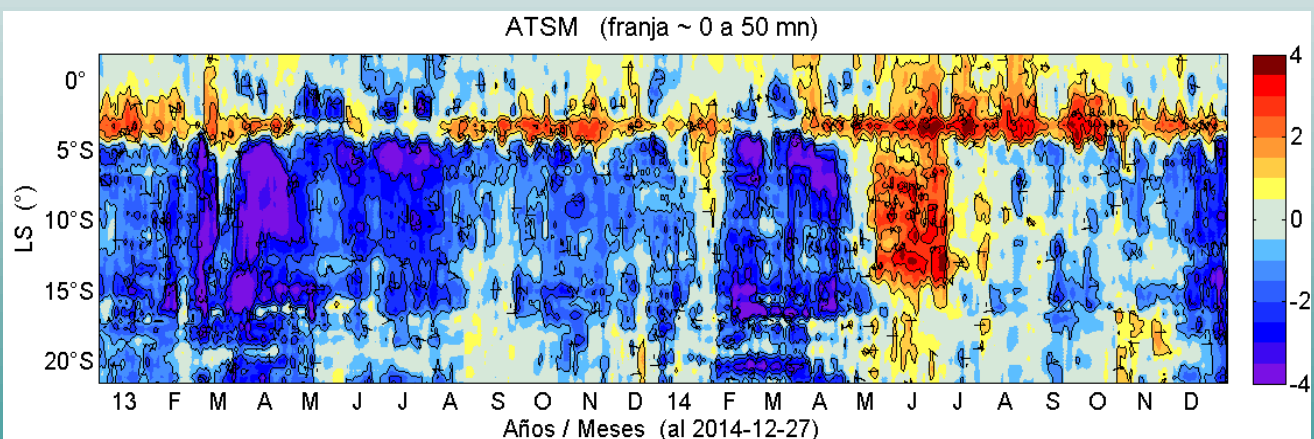 ATSM (franja ~ 0 a 50 mn)
LS (°)
0°
5°S
10°S
15°S
20°S
13 F M A M J J A S O N D 14 F M A M J J A S O N D
Años / Meses (al 2014-12-27)
4
2
0
-2
-4